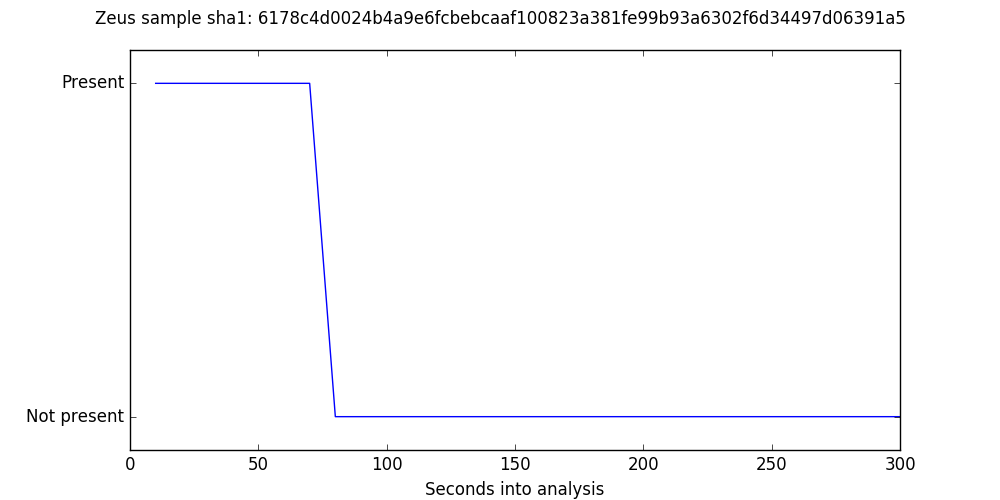 Zeus sample sha1: 6178c4d0024b4a9e6fcbebcaaf100823a381fe99b93a6302f6d34497d06391a5
Present
Not present
0 50 100 150 200 250 300
Seconds into analysis